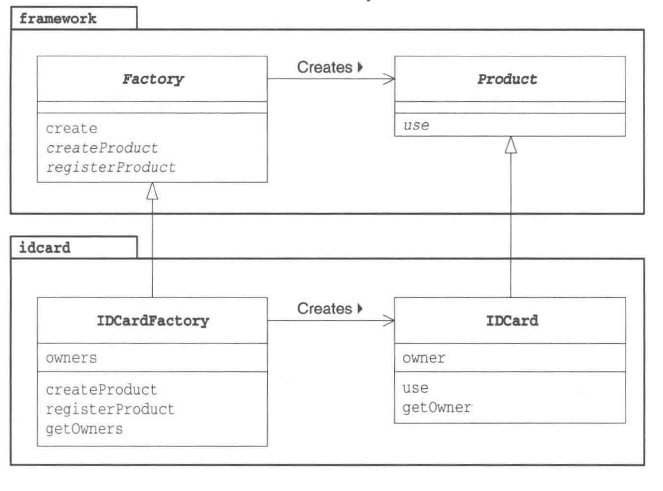 framework
Factory
Creates
Product
create
createProduct
registerProduct
use
idcard
IDCardFactory
Creates
IDCard
owners
owner
createProduct
registerProduct
getOwners
use
getOwner